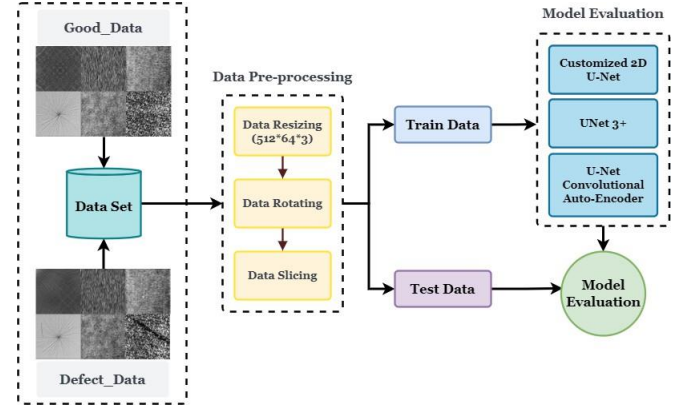 Good_Data
Data Set
Defect_Data
Data Pre-processing
Data Resizing
(512*64*3)
Data Rotating
Data Slicing
Train Data
Test Data
Model Evaluation
Customized 2D
U-Net
UNet 3+
U-Net
Convolutional
Auto-Encoder
Model
Evaluation